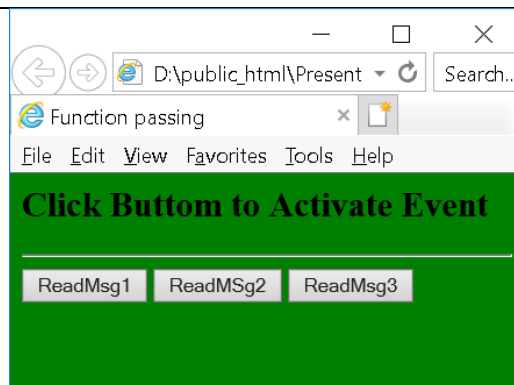 D:\public_html\Present
Search..
Function passing
File Edit View Favorites Tools Help
Click Buttom to Activate Event
ReadMsg1 ReadMSg2 ReadMsg3